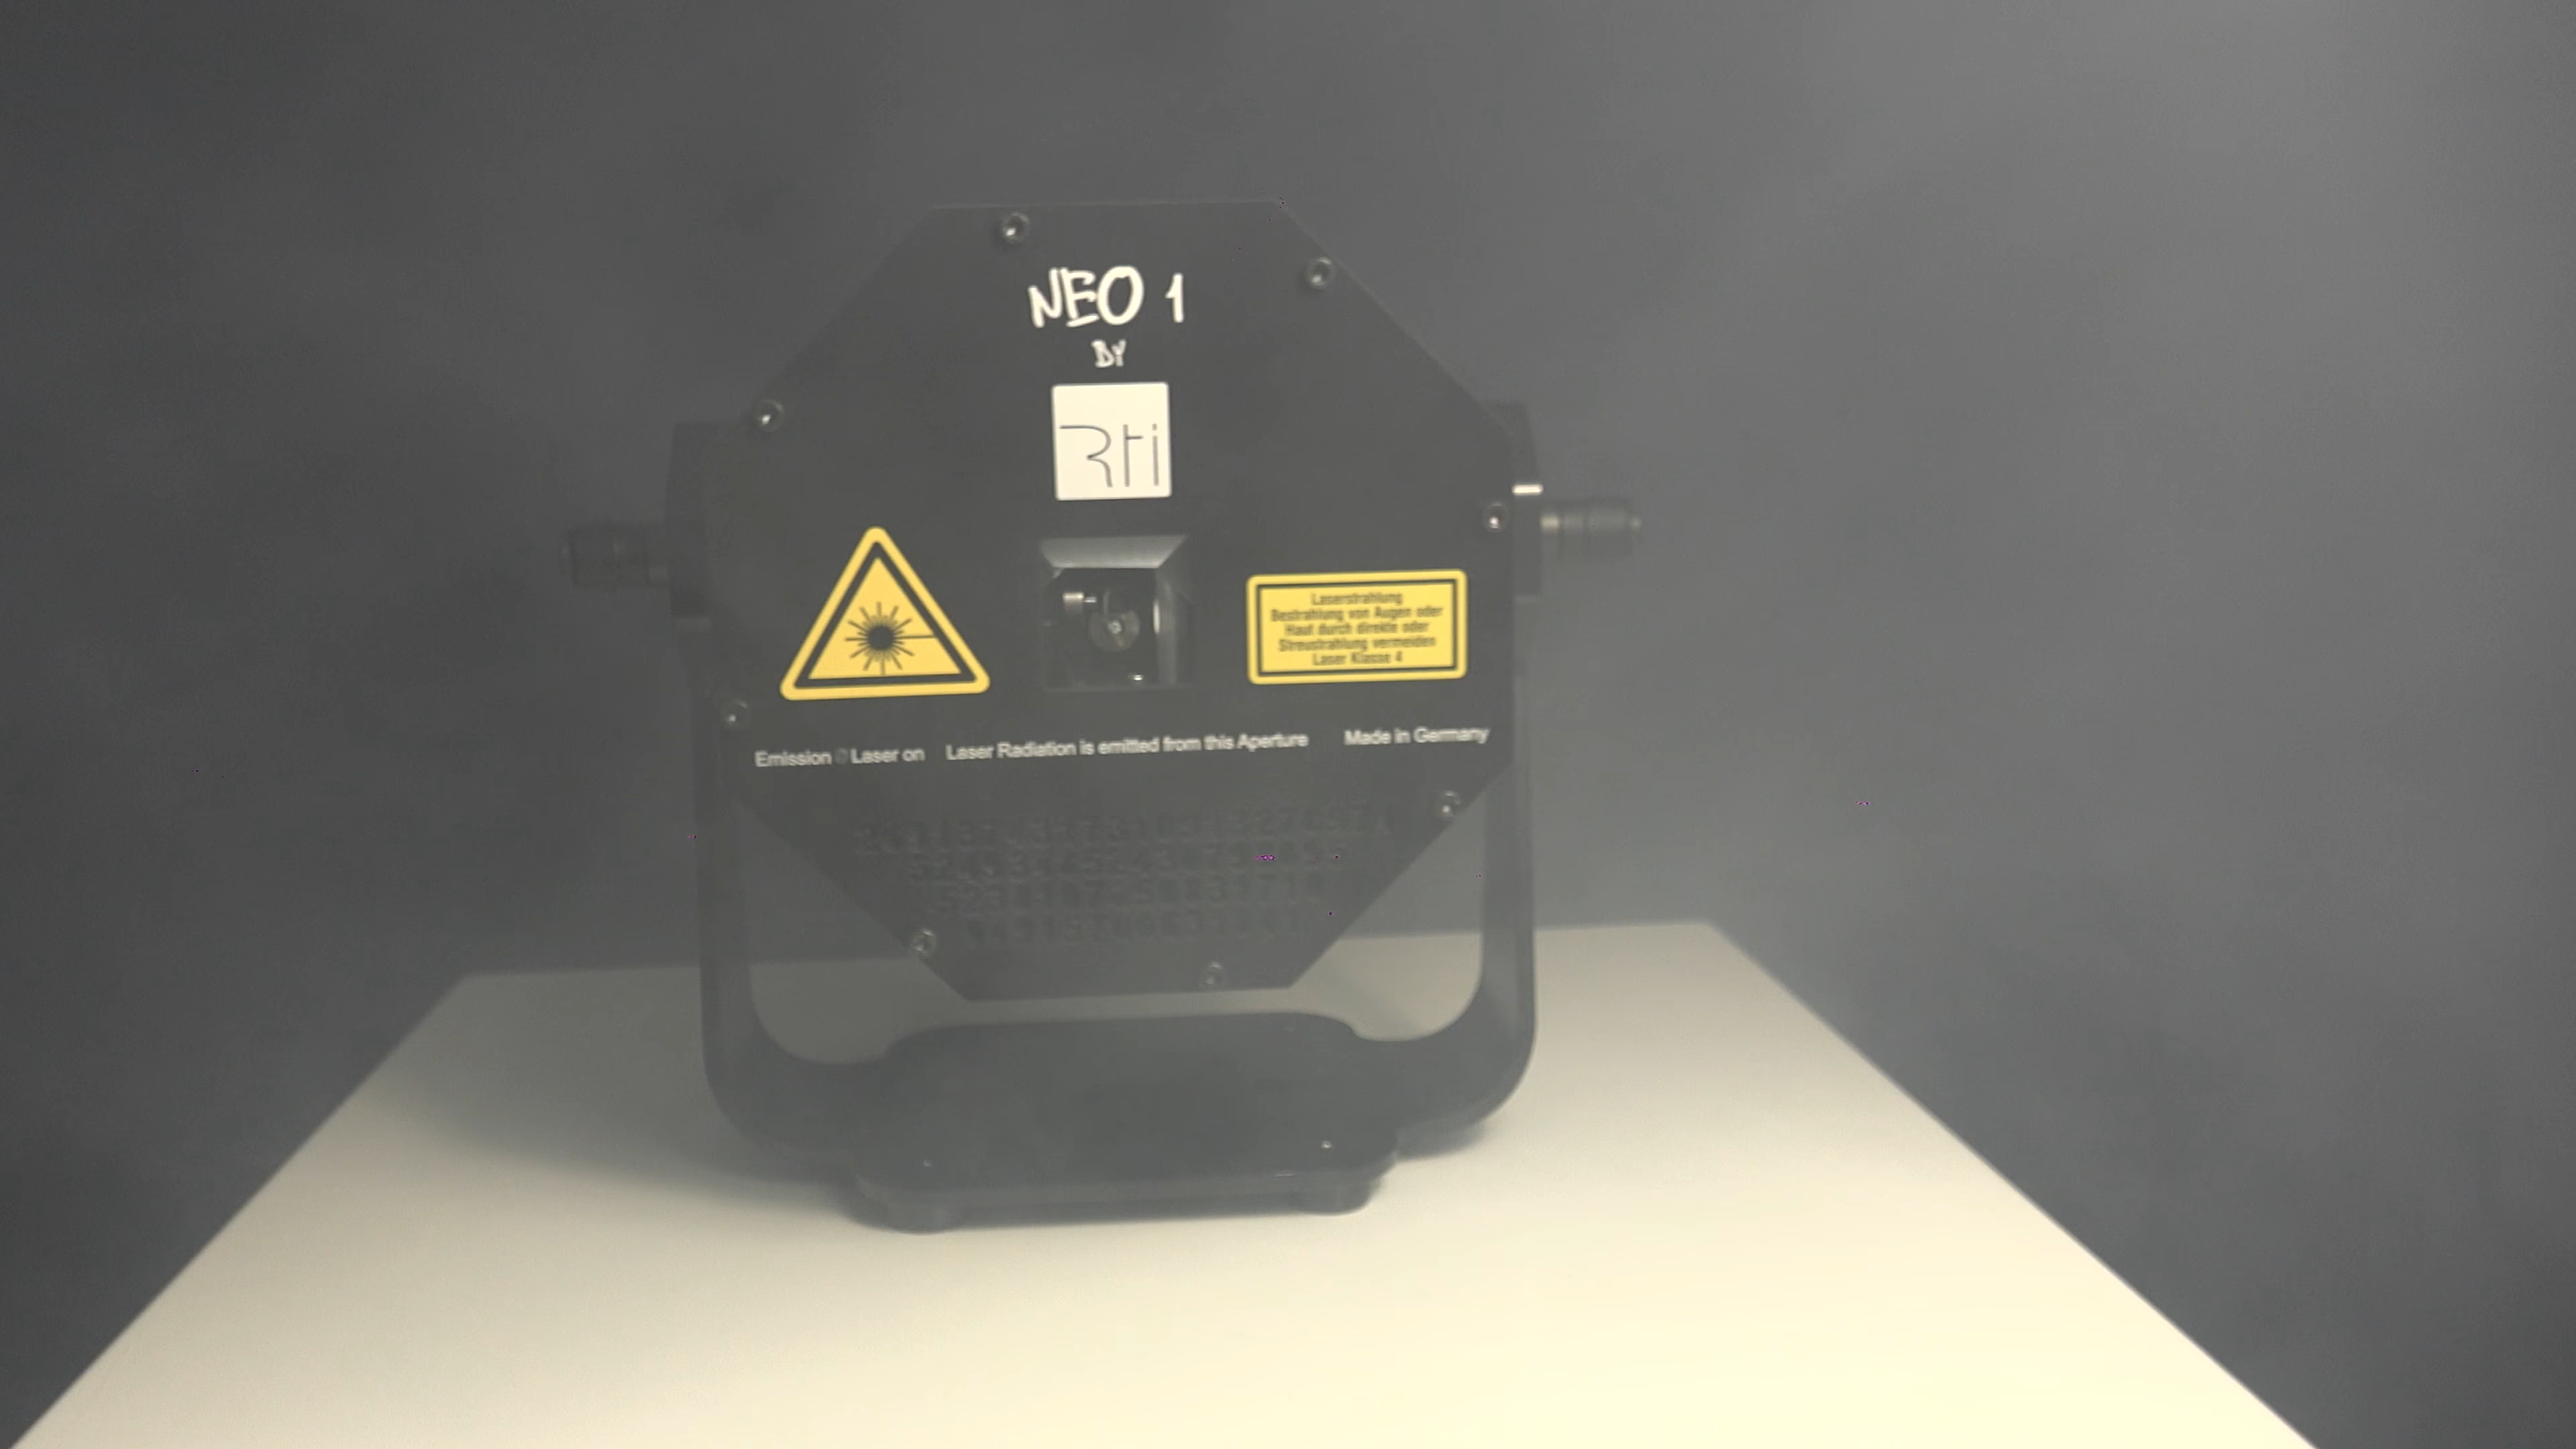 NEO 1
BY
Rti
Laserstrahlung
Bestrahlung von Augen oder
Haut durch direkte oder
Streustrahlung vermeiden
Laser Klasse 4
Emission Laser on
Laser Radiation is emitted from this Aperture
Made in Germany